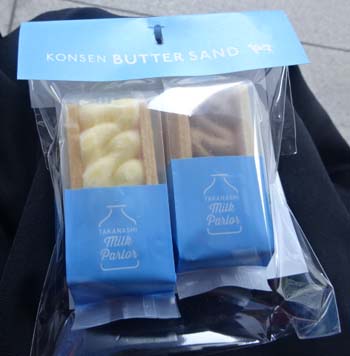 KONSEN BUTTER SAND
TAKANASHI
Milk
Parlor
TAKANASHI
Milk
Parlor